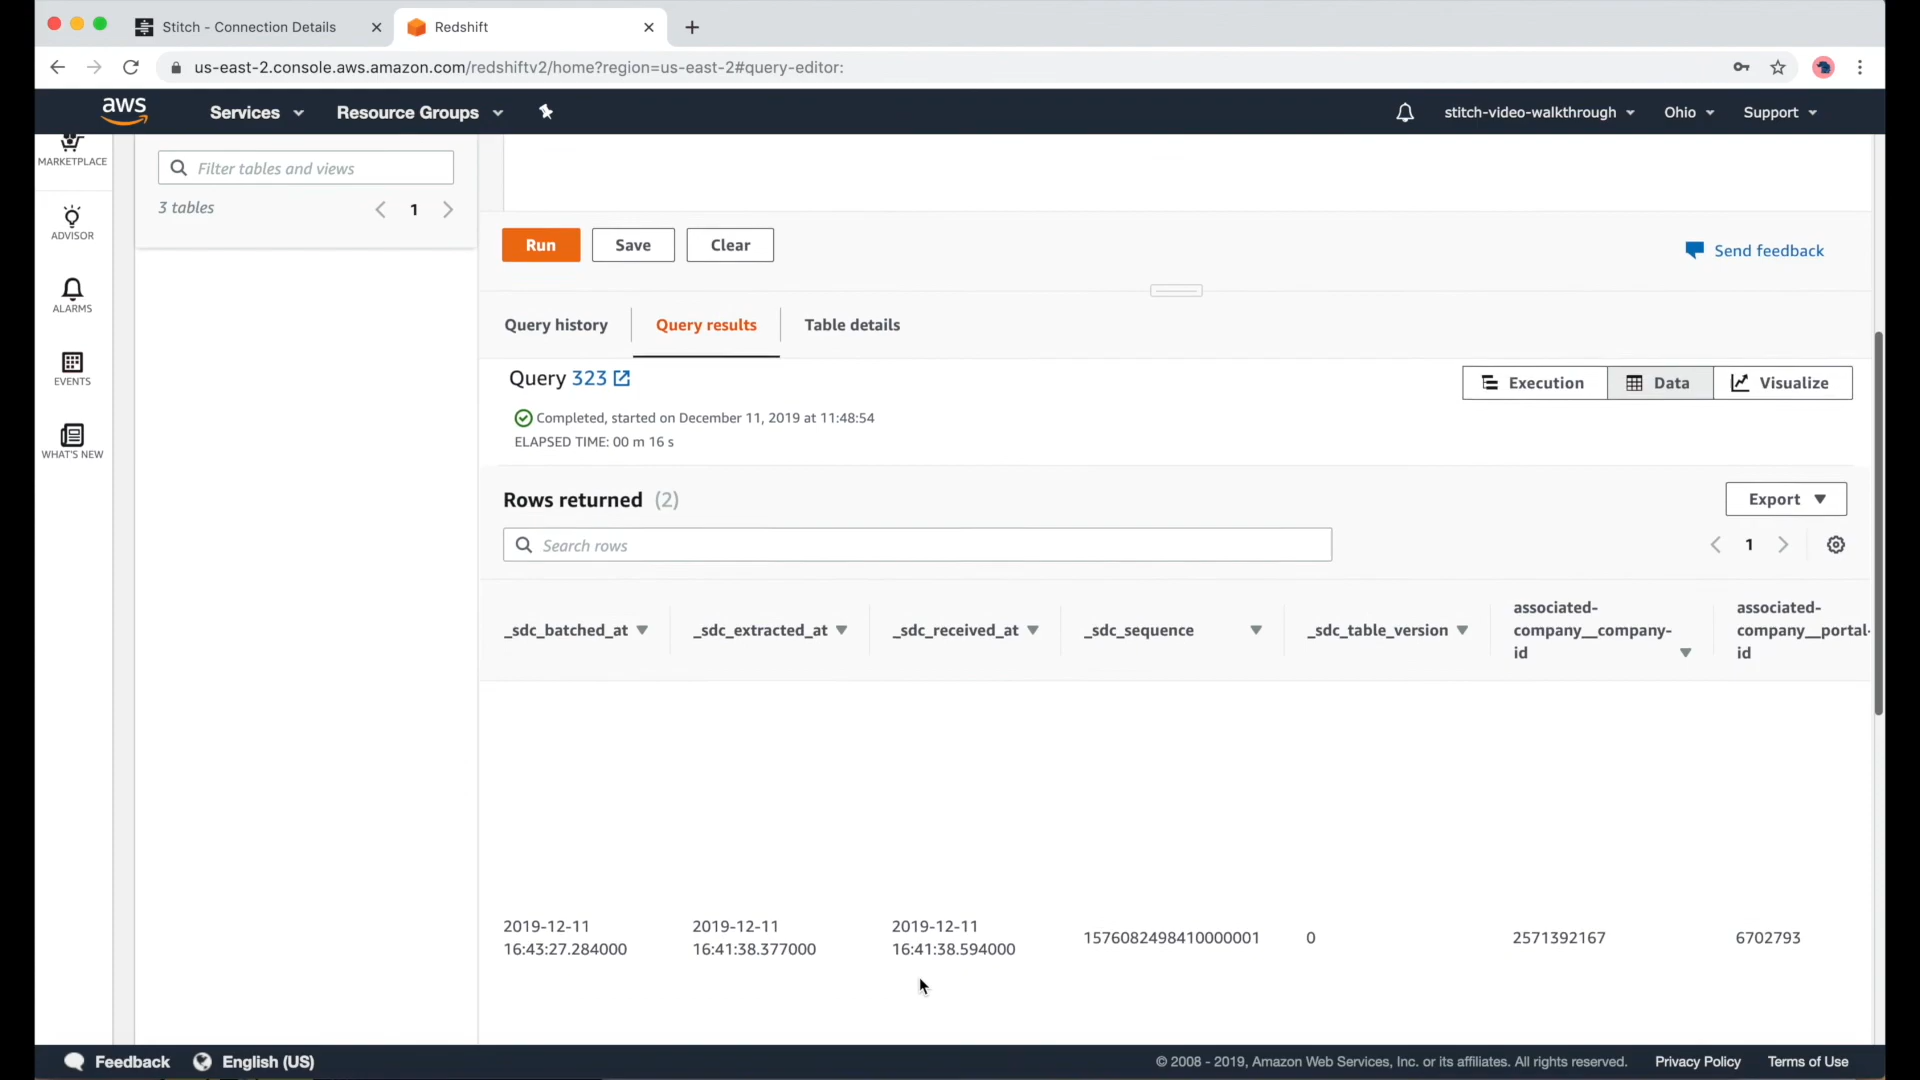 Stitch - Connection Details
Redshift
us-east-2.console.aws.amazon.com/redshiftv2/home?region=us-east-2#query-editor:
aws
Services
Resource Groups
stitch-video-walkthrough
Ohio
Support
MARKETPLACE
ADVISOR
ALARMS
EVENTS
WHAT'S NEW
Filter tables and views
3 tables
1
Run
Save
Clear
Send feedback
Query history
Query results
Table details
Query 323
Execution
Data
Visualize
Completed, started on December 11, 2019 at 11:48:54
ELAPSED TIME: 00 m 16 s
Rows returned (2)
Export
Search rows
1
_sdc_batched_at
_sdc_extracted_at
_sdc_received_at
_sdc_sequence
_sdc_table_version
associated-
company__company-
id
associated-
company__portal-
id
2019-12-11
16:43:27.284000
2019-12-11
16:41:38.377000
2019-12-11
16:41:38.594000
1576082498410000001
0
2571392167
6702793
Feedback
English (US)
© 2008 - 2019, Amazon Web Services, Inc. or its affiliates. All rights reserved.
Privacy Policy
Terms of Use